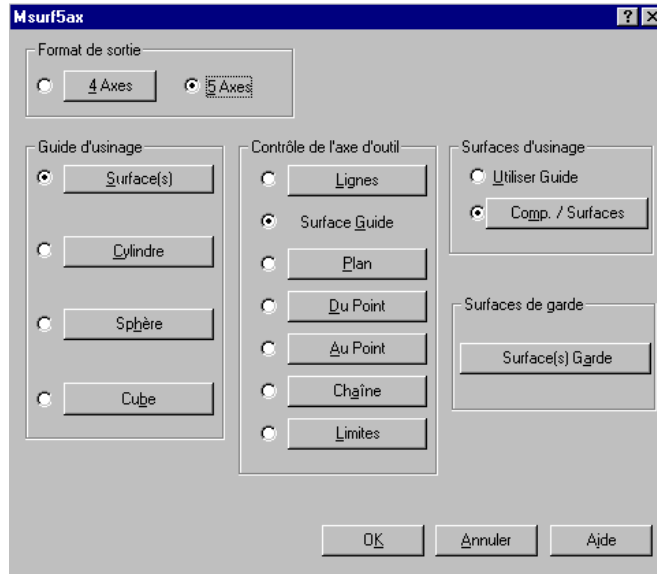 Msurf5ax
Format de sortie
4 Axes
5 Axes
Guide d'usinage
Surface(s)
Cylindre
Sphère
Cube
Contrôle de l'axe d'outil
Lignes
Surface Guide
Plan
Du Point
Au Point
Chaîne
Limites
Surfaces d'usinage
Utiliser Guide
Comp. / Surfaces
Surfaces de garde
Surface(s) Garde
OK
Annuler
Aide